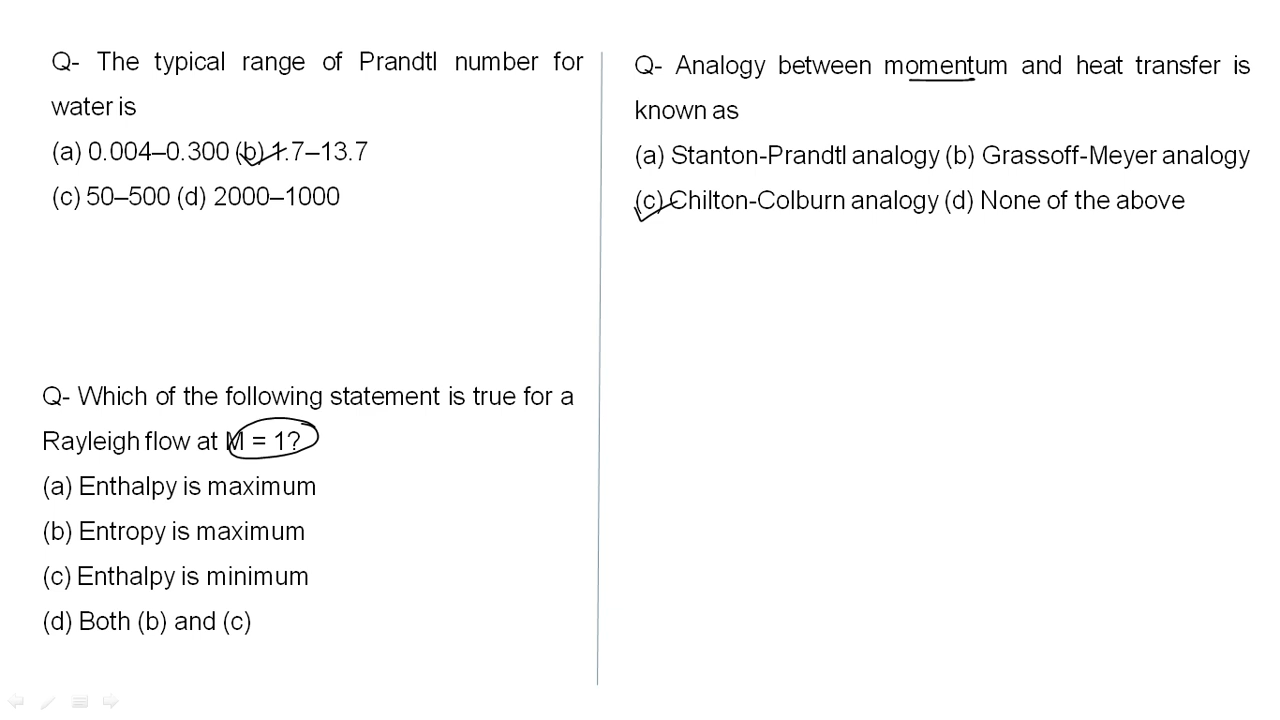 Q- The typical range of Prandtl number for
water is
(a) 0.004–0.300 (b) 1.7–13.7
(c) 50–500 (d) 2000–1000
Q- Which of the following statement is true for a
Rayleigh flow at M = 1?
(a) Enthalpy is maximum
(b) Entropy is maximum
(c) Enthalpy is minimum
(d) Both (b) and (c)
Q- Analogy between momentum and heat transfer is
known as
(a) Stanton-Prandtl analogy (b) Grassoff-Meyer analogy
(c) Chilton-Colburn analogy (d) None of the above